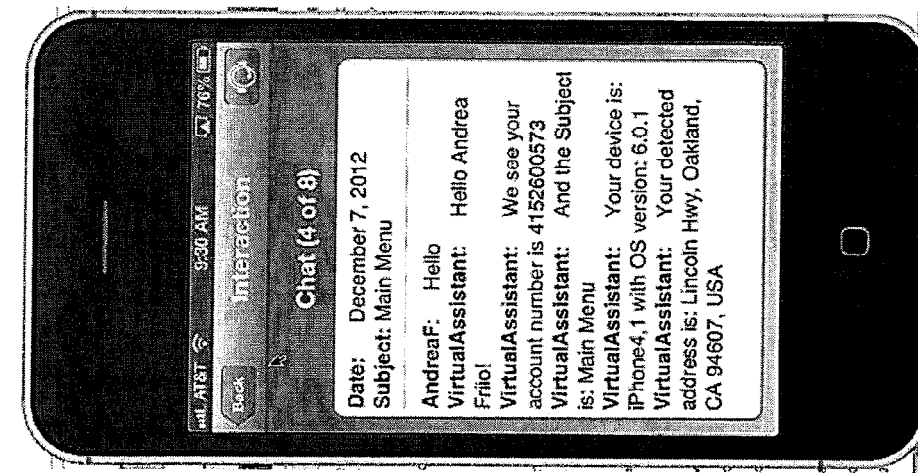 AT&T 9:30 AM 76%
Back Interaction
Chat (4 of 8)
Date: December 7, 2012
Subject: Main Menu
AndreaF: Hello
VirtualAssistant: Hello Andrea
Friio!
VirtualAssistant: We see your
account number is 4152600573
VirtualAssistant: And the Subject
is: Main Menu
VirtualAssistant: Your device is:
iPhone4,1 with OS version: 6.0.1
VirtualAssistant: Your detected
address is: Lincoln Hwy, Oakland,
CA 94607, USA